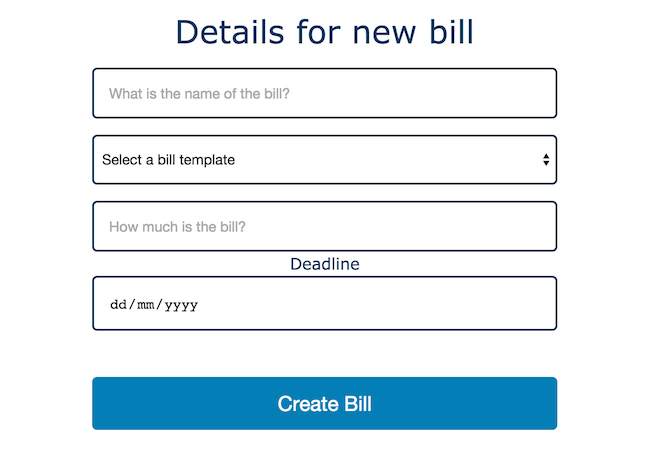 Details for new bill
What is the name of the bill?
Select a bill template
How much is the bill?
Deadline
dd/mm/yyyy
Create Bill